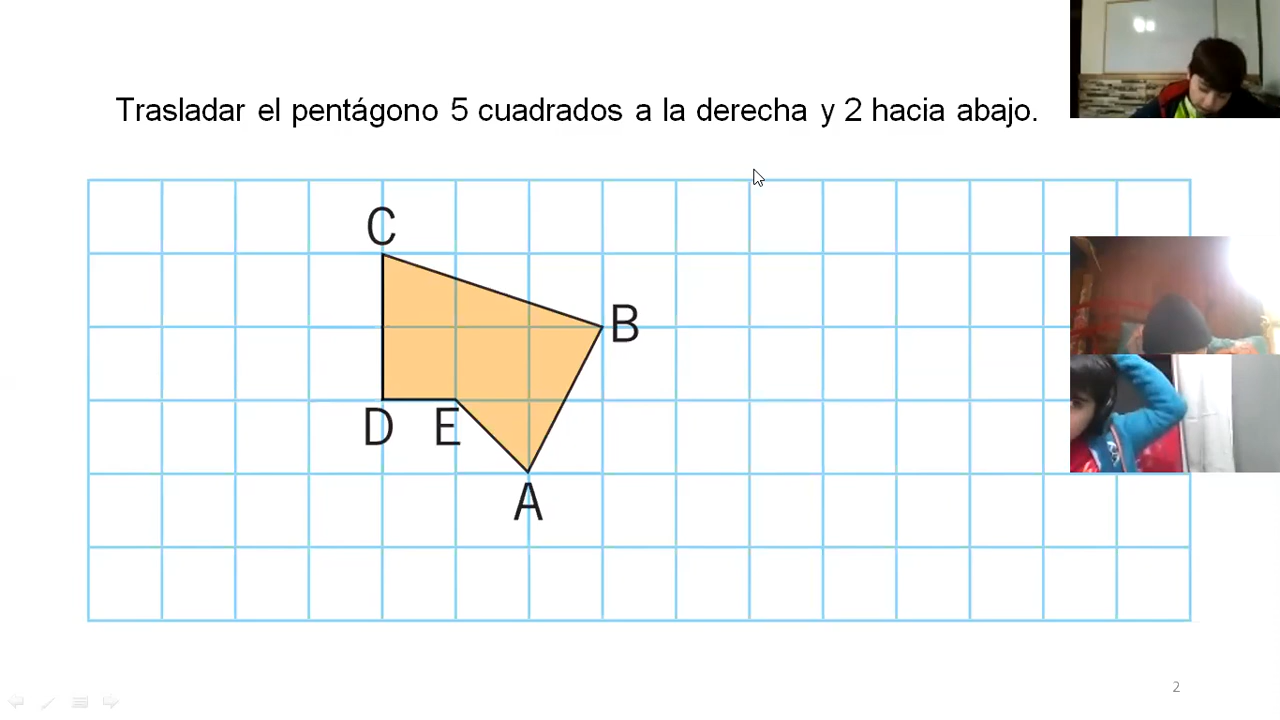 Trasladar el pentágono 5 cuadrados a la derecha y 2 hacia abajo.
C
B
D E
A
2